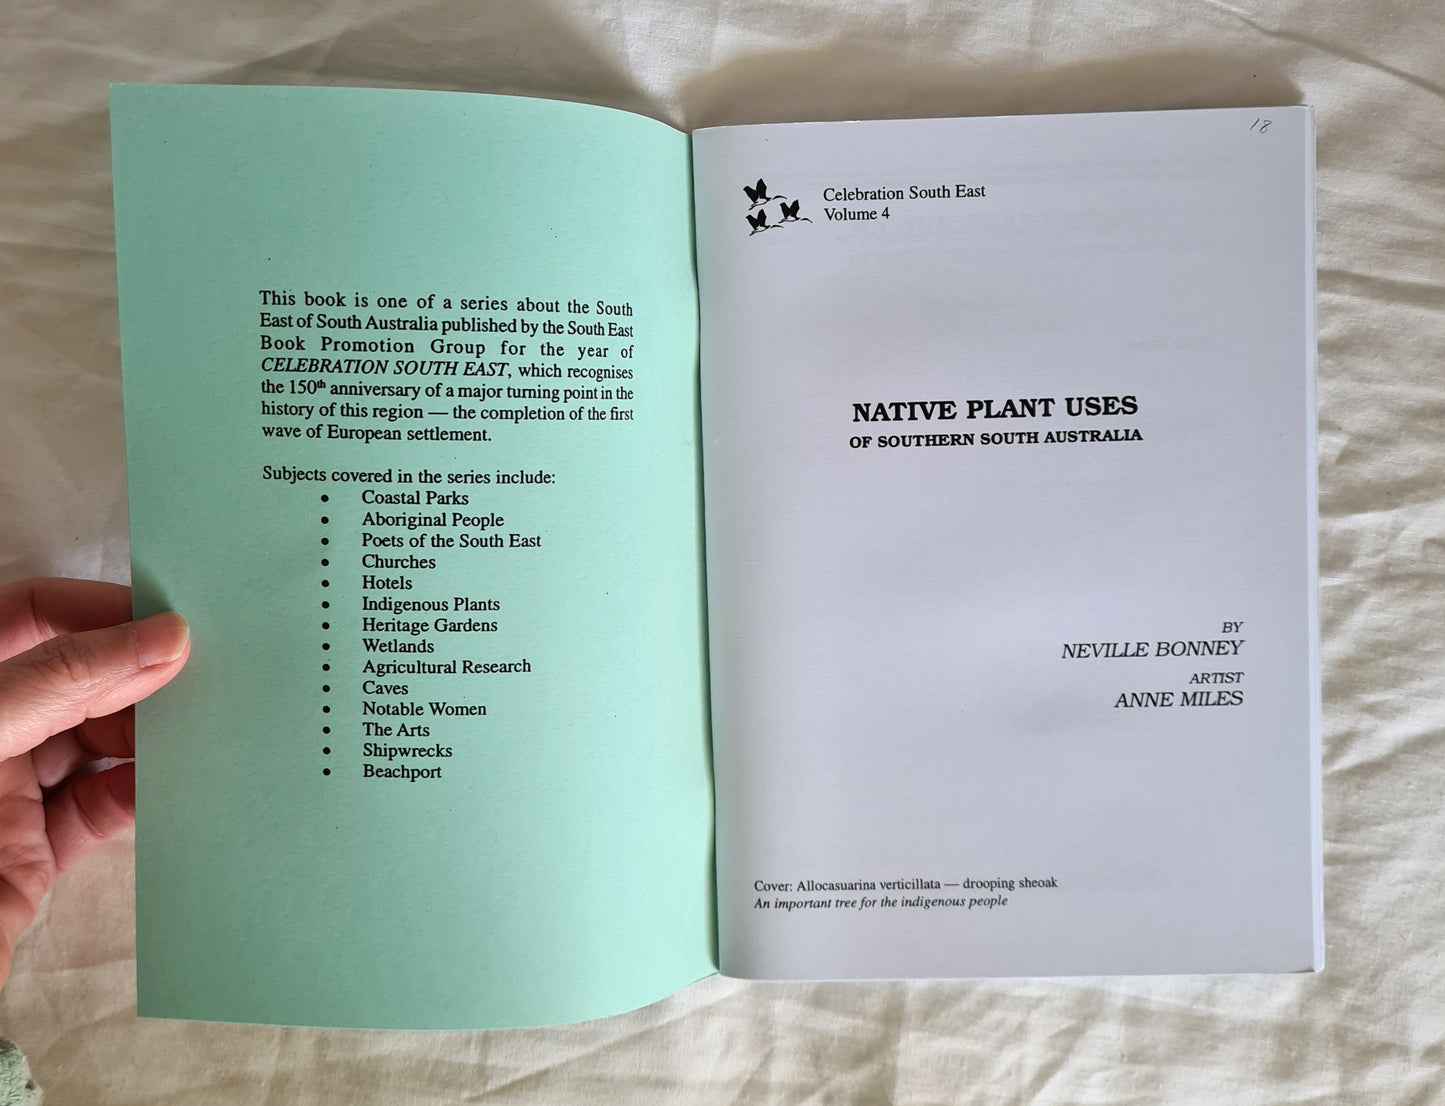 This book is one of a series about the South
East of South Australia published by the South East
Book Promotion Group for the year of
CELEBRATION SOUTH EAST, which recognises
the 150th anniversary of a major turning point in the
history of this region — the completion of the first
wave of European settlement.
Subjects covered in the series include:
• Coastal Parks
• Aboriginal People
• Poets of the South East
• Churches
• Hotels
• Indigenous Plants
• Heritage Gardens
• Wetlands
• Agricultural Research
• Caves
• Notable Women
• The Arts
• Shipwrecks
• Beachport
18
Celebration South East
Volume 4
NATIVE PLANT USES
OF SOUTHERN SOUTH AUSTRALIA
BY
NEVILLE BONNEY
ARTIST
ANNE MILES
Cover: Allocasuarina verticillata — drooping sheoak
An important tree for the indigenous people